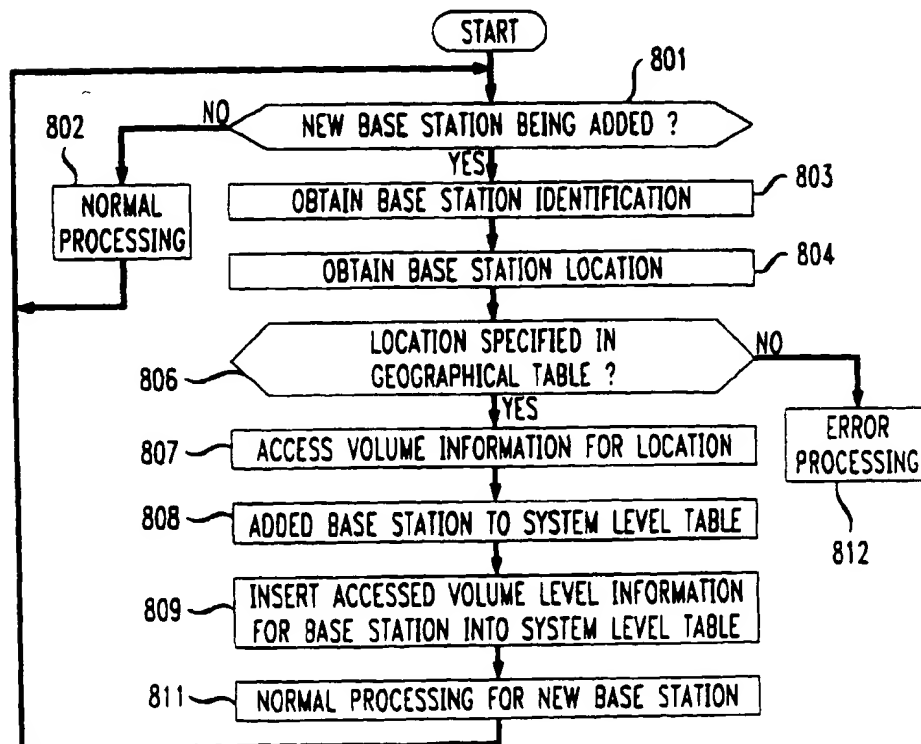 START
801
NEW BASE STATION BEING ADDED ?
NO
802
YES
NORMAL
PROCESSING
OBTAIN BASE STATION IDENTIFICATION
803
OBTAIN BASE STATION LOCATION
804
LOCATION SPECIFIED IN
GEOGRAPHICAL TABLE ?
806
NO
YES
ACCESS VOLUME INFORMATION FOR LOCATION
807
ERROR
PROCESSING
812
808
ADDED BASE STATION TO SYSTEM LEVEL TABLE
809
INSERT ACCESSED VOLUME LEVEL INFORMATION
FOR BASE STATION INTO SYSTEM LEVEL TABLE
811
NORMAL PROCESSING FOR NEW BASE STATION